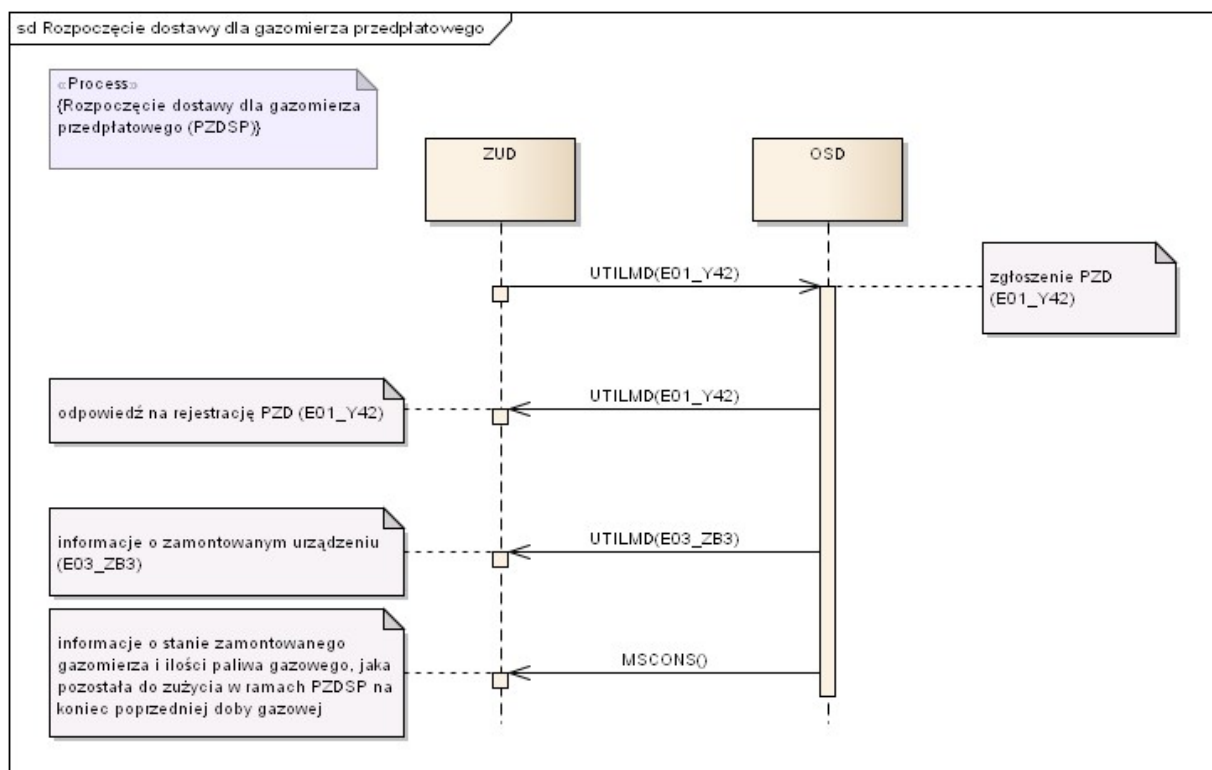 sd Rozpoczęcie dostawy dla gazomierza przedpłatowego
«Process»
{Rozpoczęcie dostawy dla gazomierza
przedpłatowego (PZDSP)}
ZUD
OSD
UTILMD(E01_Y42)
zgłoszenie PZD
(E01_Y42)
UTILMD(E01_Y42)
odpowiedź na rejestrację PZD (E01_Y42)
UTILMD(E03_ZB3)
informacje o zamontowanym urządzeniu
(E03_ZB3)
informacje o stanie zamontowanego
gazomierza i ilości paliwa gazowego, jaka
pozostała do zużycia w ramach PZDSP na
koniec poprzedniej doby gazowej
MSCONS()